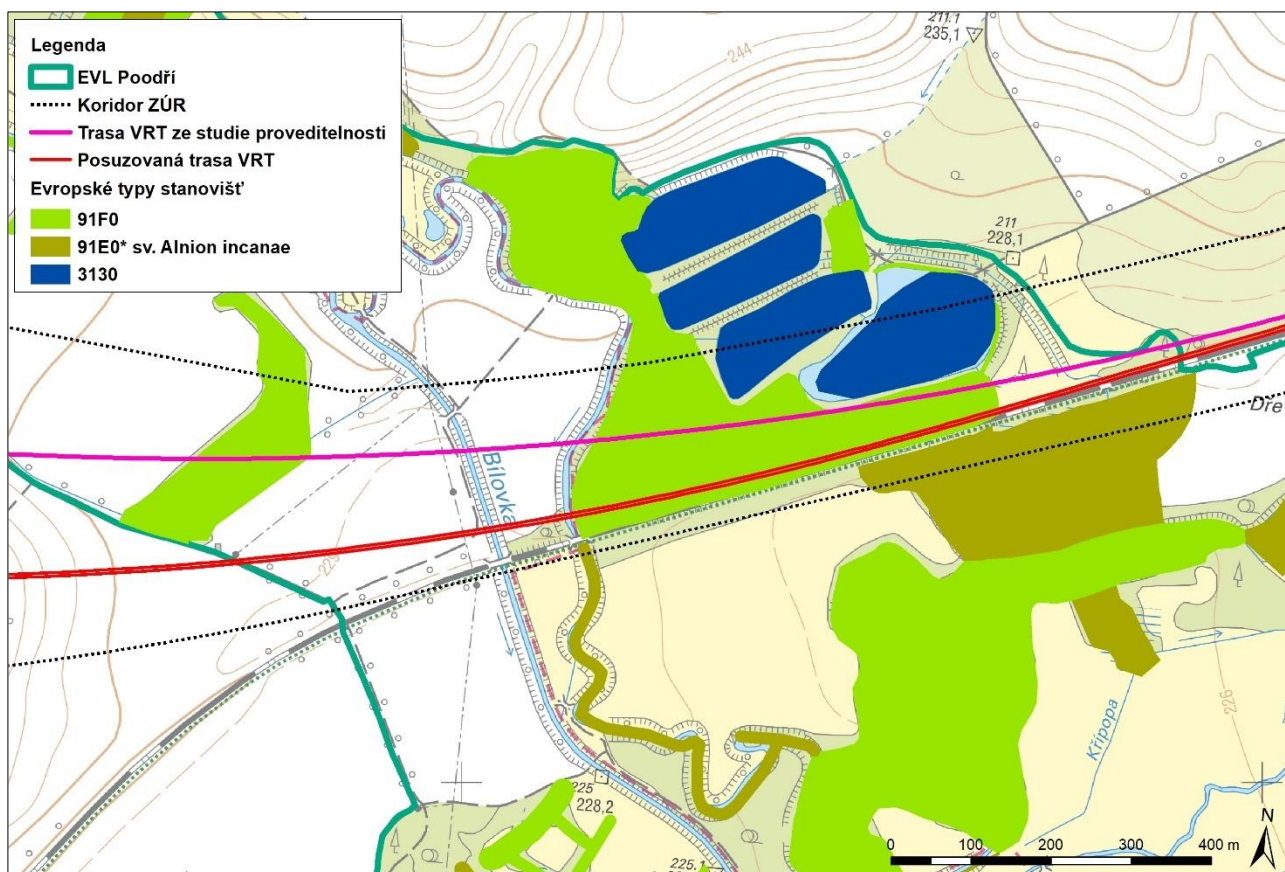 Legenda
EVL Poodří
Koridor ZÚR
Trasa VRT ze studie proveditelnosti
Posuzovaná trasa VRT
Evropské typy stanovišť
91F0
91E0* sv. Alnion incanae
3130
244
211.1
235,1
211
228,1
Bílovka
229
Dře
Křipopa
226
225
228,2
225.1
N
0 100 200 300 400 m